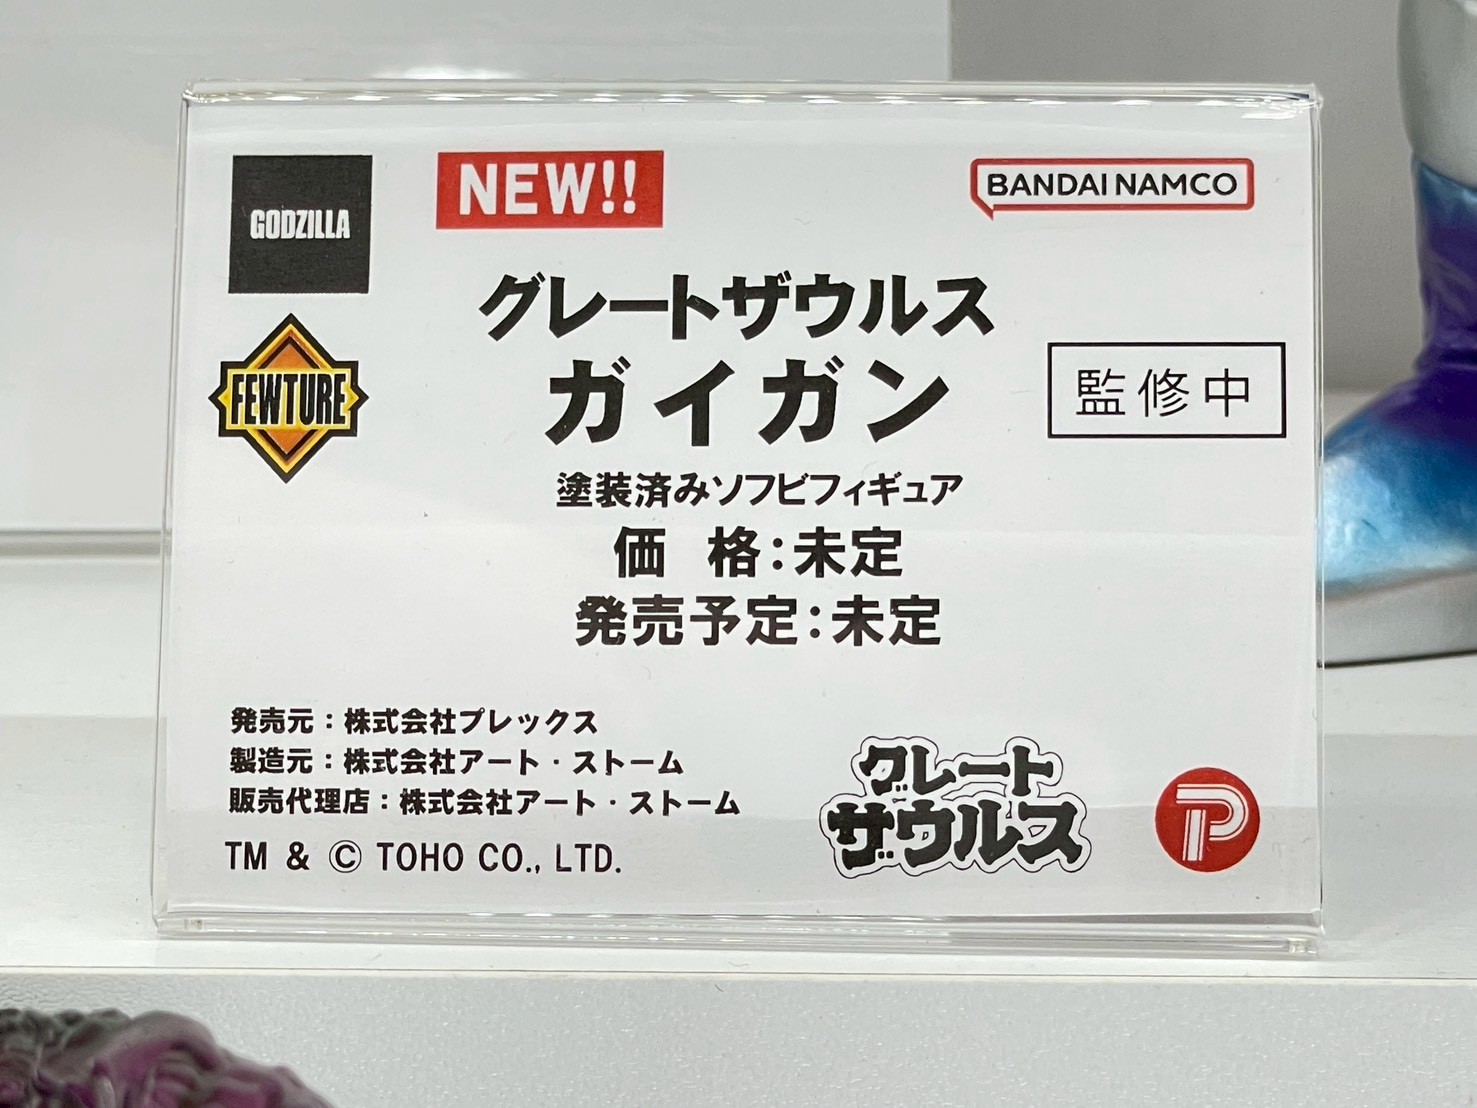 GODZILLA
NEW!!
BANDAI NAMCO
FEWTURE
グレートザウルス
ガイガン
監修中
塗装済みソフビフィギュア
価 格：未定
発売予定：未定
発売元：株式会社プレックス
製造元：株式会社アート・ストーム
販売代理店：株式会社アート・ストーム
TM & © TOHO CO., LTD.
グレート
ザウルス
P